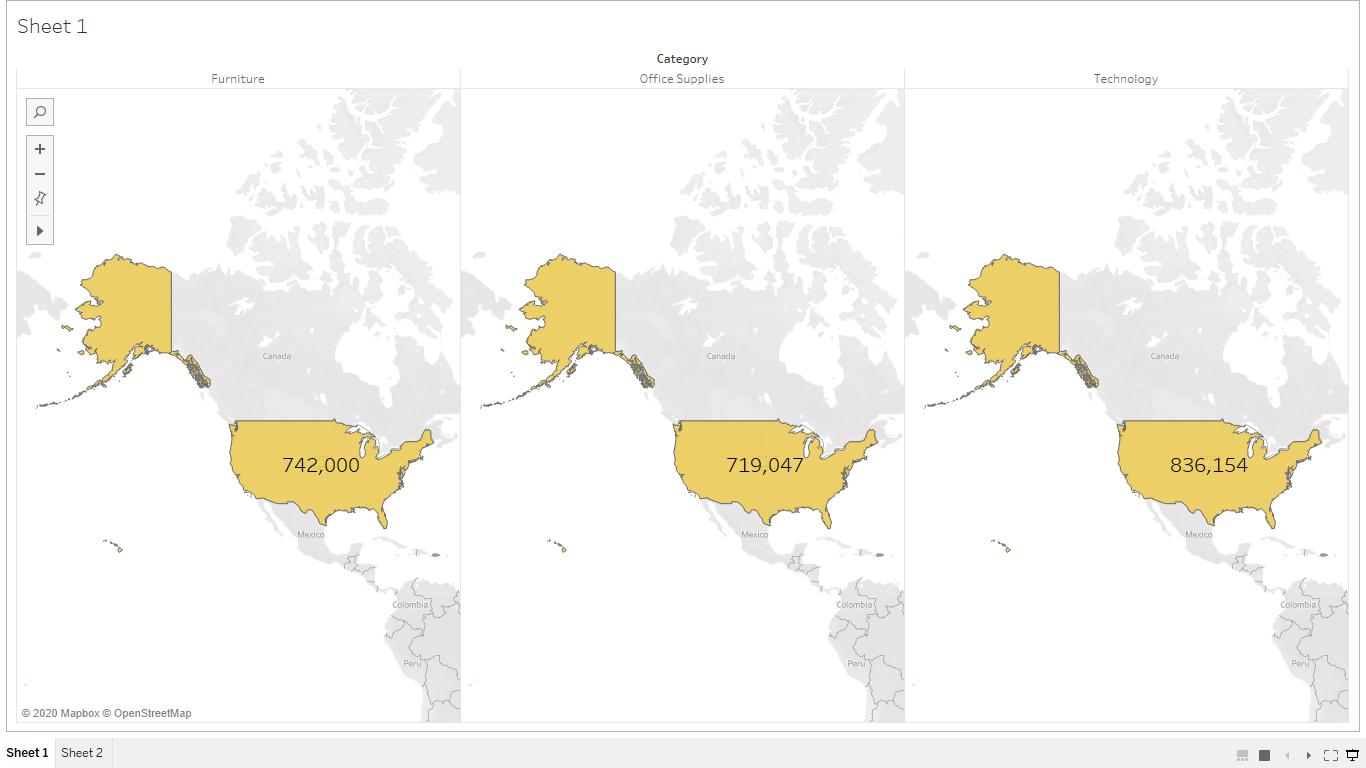 Sheet 1
Category
Furniture
Office Supplies
Technology
Canada
Canada
Canada
742,000
719,047
836,154
Mexico
Mexico
Mexico
Colombia
Colombia
Colombia
Peru
Peru
Peru
© 2020 Mapbox © OpenStreetMap
Sheet 1
Sheet 2